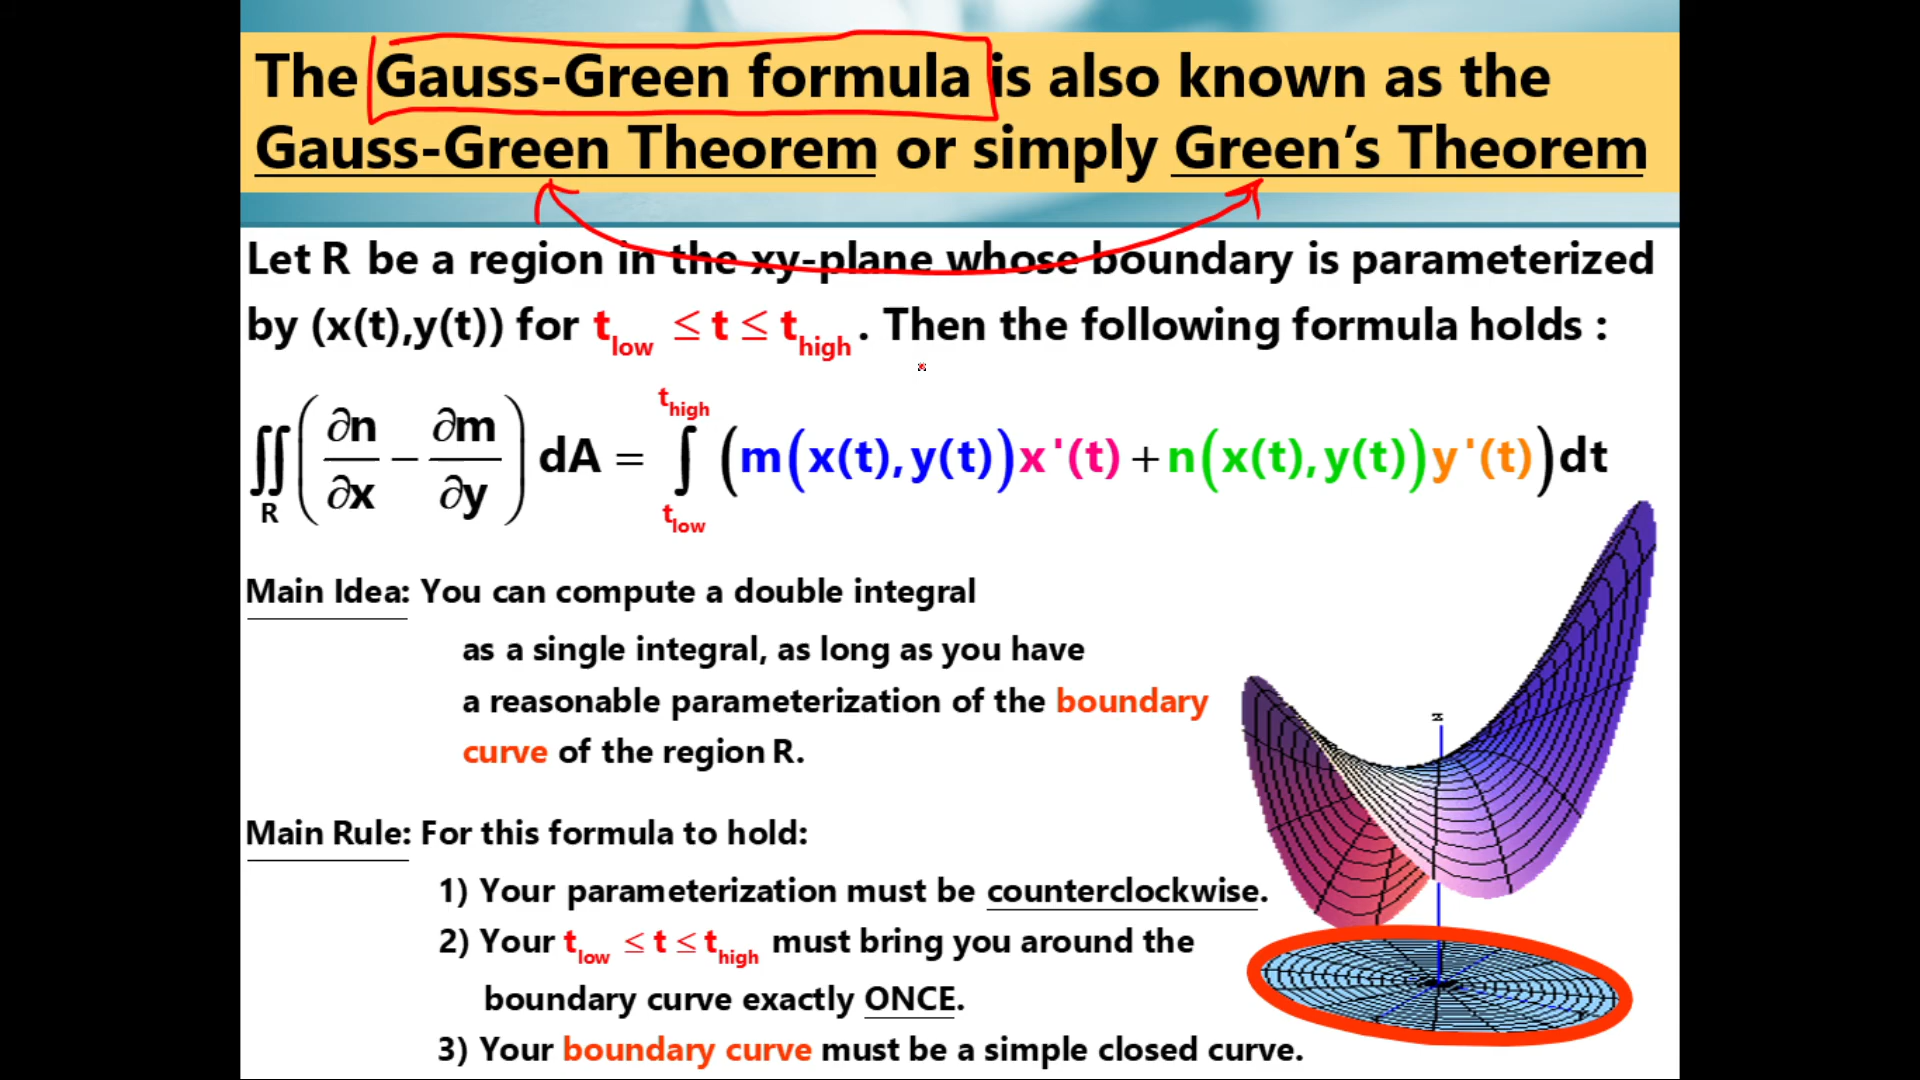 The Gauss-Green formula is also known as the
Gauss-Green Theorem or simply Green’s Theorem
Let R be a region in the xy-plane whose boundary is parameterized
by (x(t),y(t)) for t_low ≤ t ≤ t_high. Then the following formula holds :
∬_R (∂n/∂x − ∂m/∂y) dA = ∫_{t_low}^{t_high} (m(x(t),y(t))x'(t) + n(x(t),y(t))y'(t))dt
Main Idea: You can compute a double integral
as a single integral, as long as you have
a reasonable parameterization of the boundary
curve of the region R.
z
Main Rule: For this formula to hold:
1) Your parameterization must be counterclockwise.
2) Your t_low ≤ t ≤ t_high must bring you around the
boundary curve exactly ONCE.
3) Your boundary curve must be a simple closed curve.